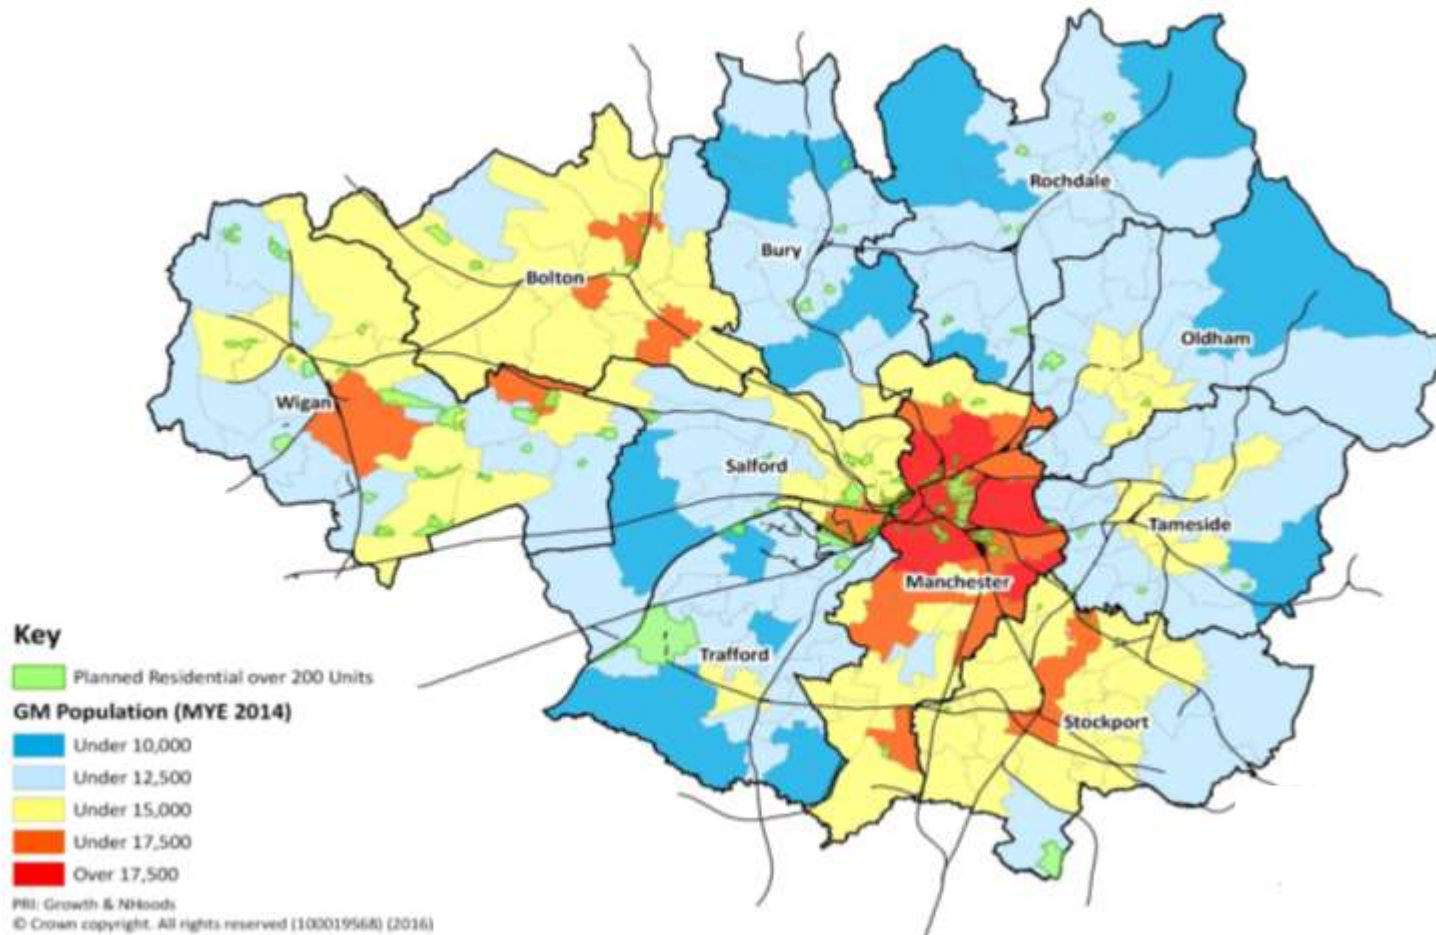 Rochdale
Bury
Bolton
Oldham
Wigan
Salford
Tameside
Manchester
Trafford
Stockport
Key
Planned Residential over 200 Units
GM Population (MYE 2014)
Under 10,000
Under 12,500
Under 15,000
Under 17,500
Over 17,500
PRI: Growth & NHoods
© Crown copyright. All rights reserved (100019568) (2016)